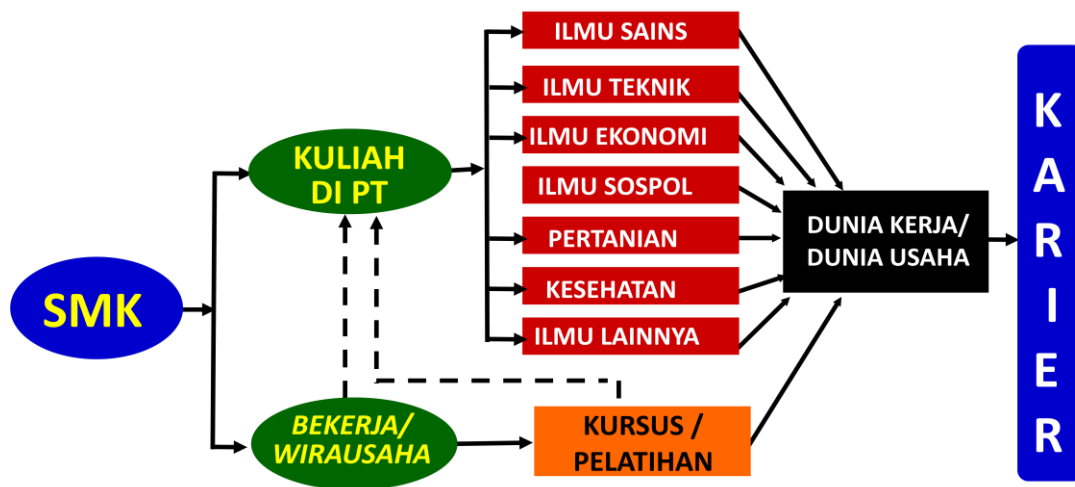 SMK
KULIAH
DI PT
BEKERJA/
WIRAUSAHA
ILMU SAINS
ILMU TEKNIK
ILMU EKONOMI
ILMU SOSPOL
PERTANIAN
KESEHATAN
ILMU LAINNYA
KURSUS /
PELATIHAN
DUNIA KERJA/
DUNIA USAHA
KARIER